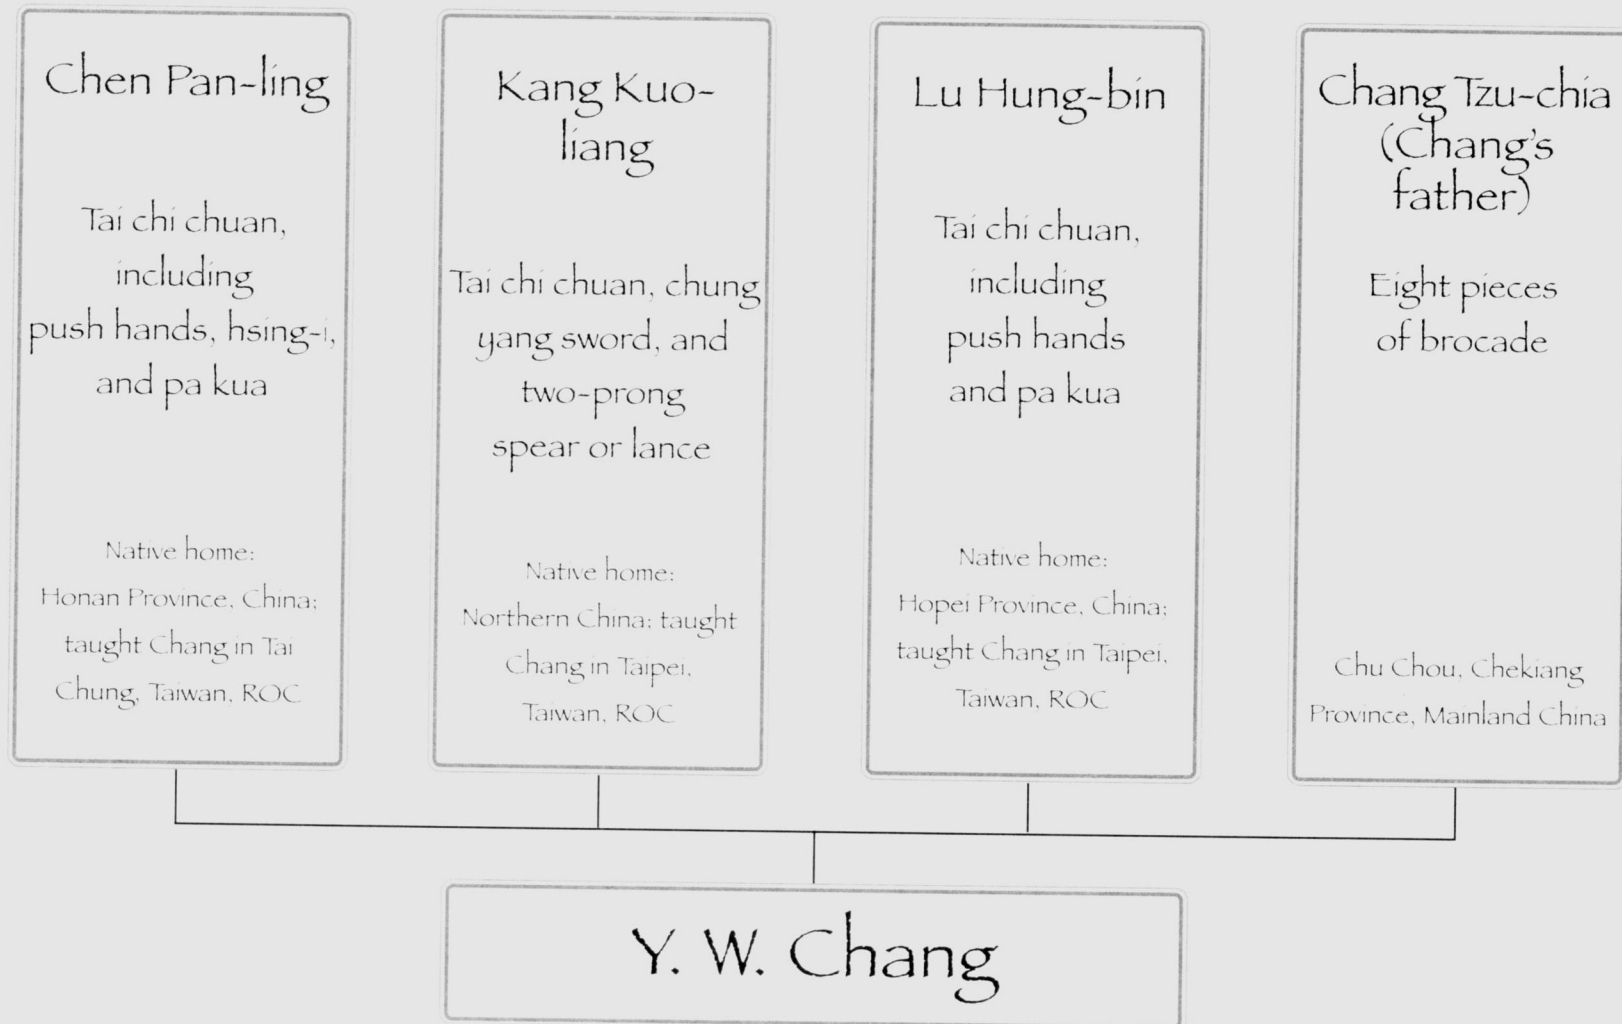 Chen Pan-ling
Tai chi chuan,
including
push hands, hsing-i,
and pa kua
Native home:
Honan Province, China;
taught Chang in Tai
Chung, Taiwan, ROC
Kang Kuo-
liang
Tai chi chuan, chung
yang sword, and
two-prong
spear or lance
Native home:
Northern China; taught
Chang in Taipei,
Taiwan, ROC
Lu Hung-bin
Tai chi chuan,
including
push hands
and pa kua
Native home:
Hopei Province, China;
taught Chang in Taipei,
Taiwan, ROC
Chang Tzu-chia
(Chang's
father)
Eight pieces
of brocade
Chu Chou, Chekiang
Province, Mainland China
Y. W. Chang